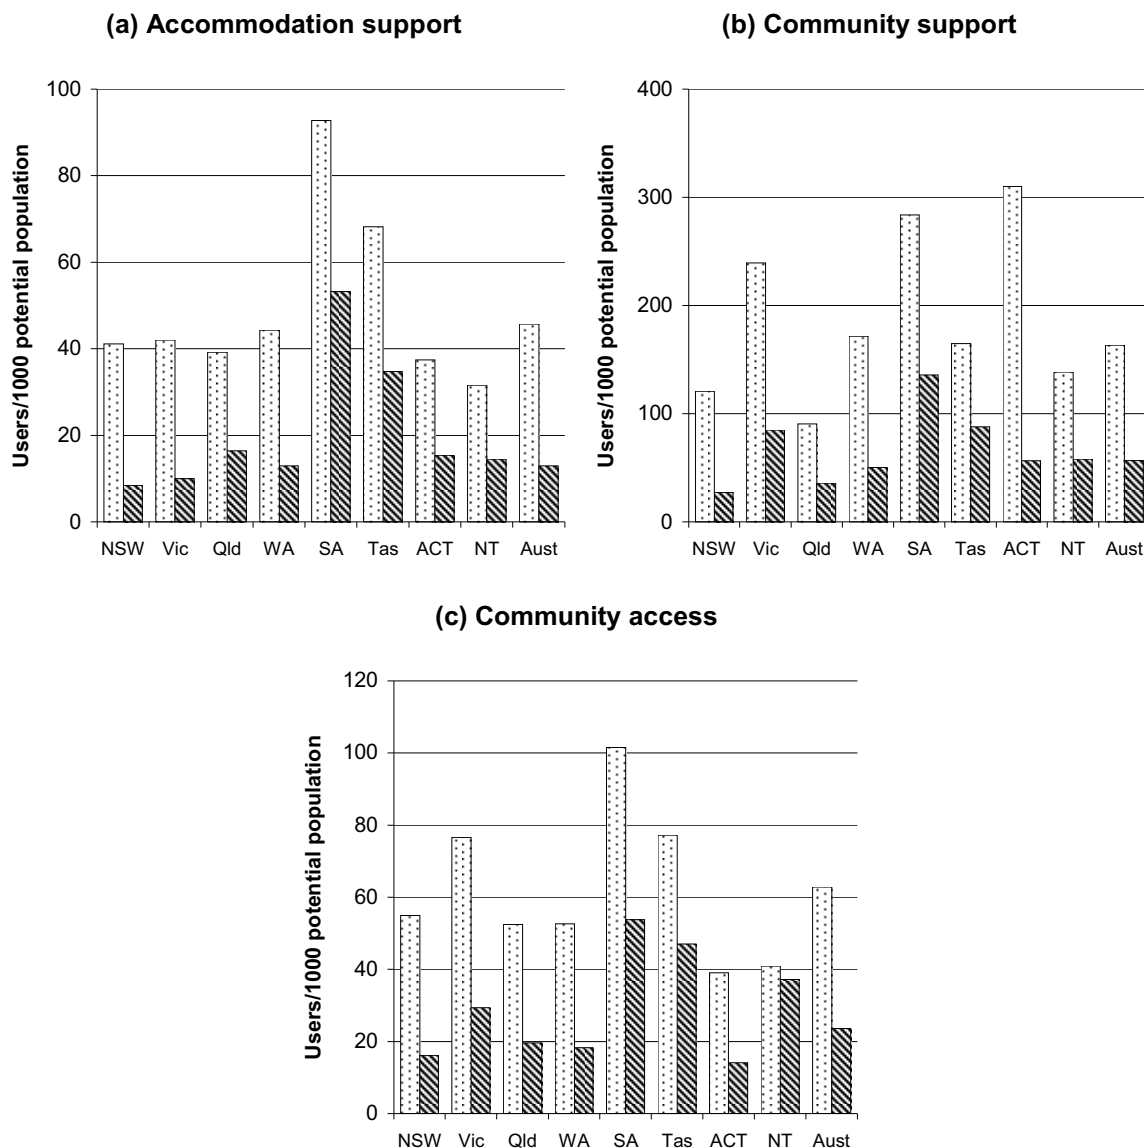 (a) Accommodation support
100
80
60
40
20
0
Users/1000 potential population
NSW Vic Qld WA SA Tas ACT NT Aust
(b) Community support
400
300
200
100
0
Users/1000 potential population
NSW Vic Qld WA SA Tas ACT NT Aust
(c) Community access
120
100
80
60
40
20
0
Users/1000 potential population
NSW Vic Qld WA SA Tas ACT NT Aust